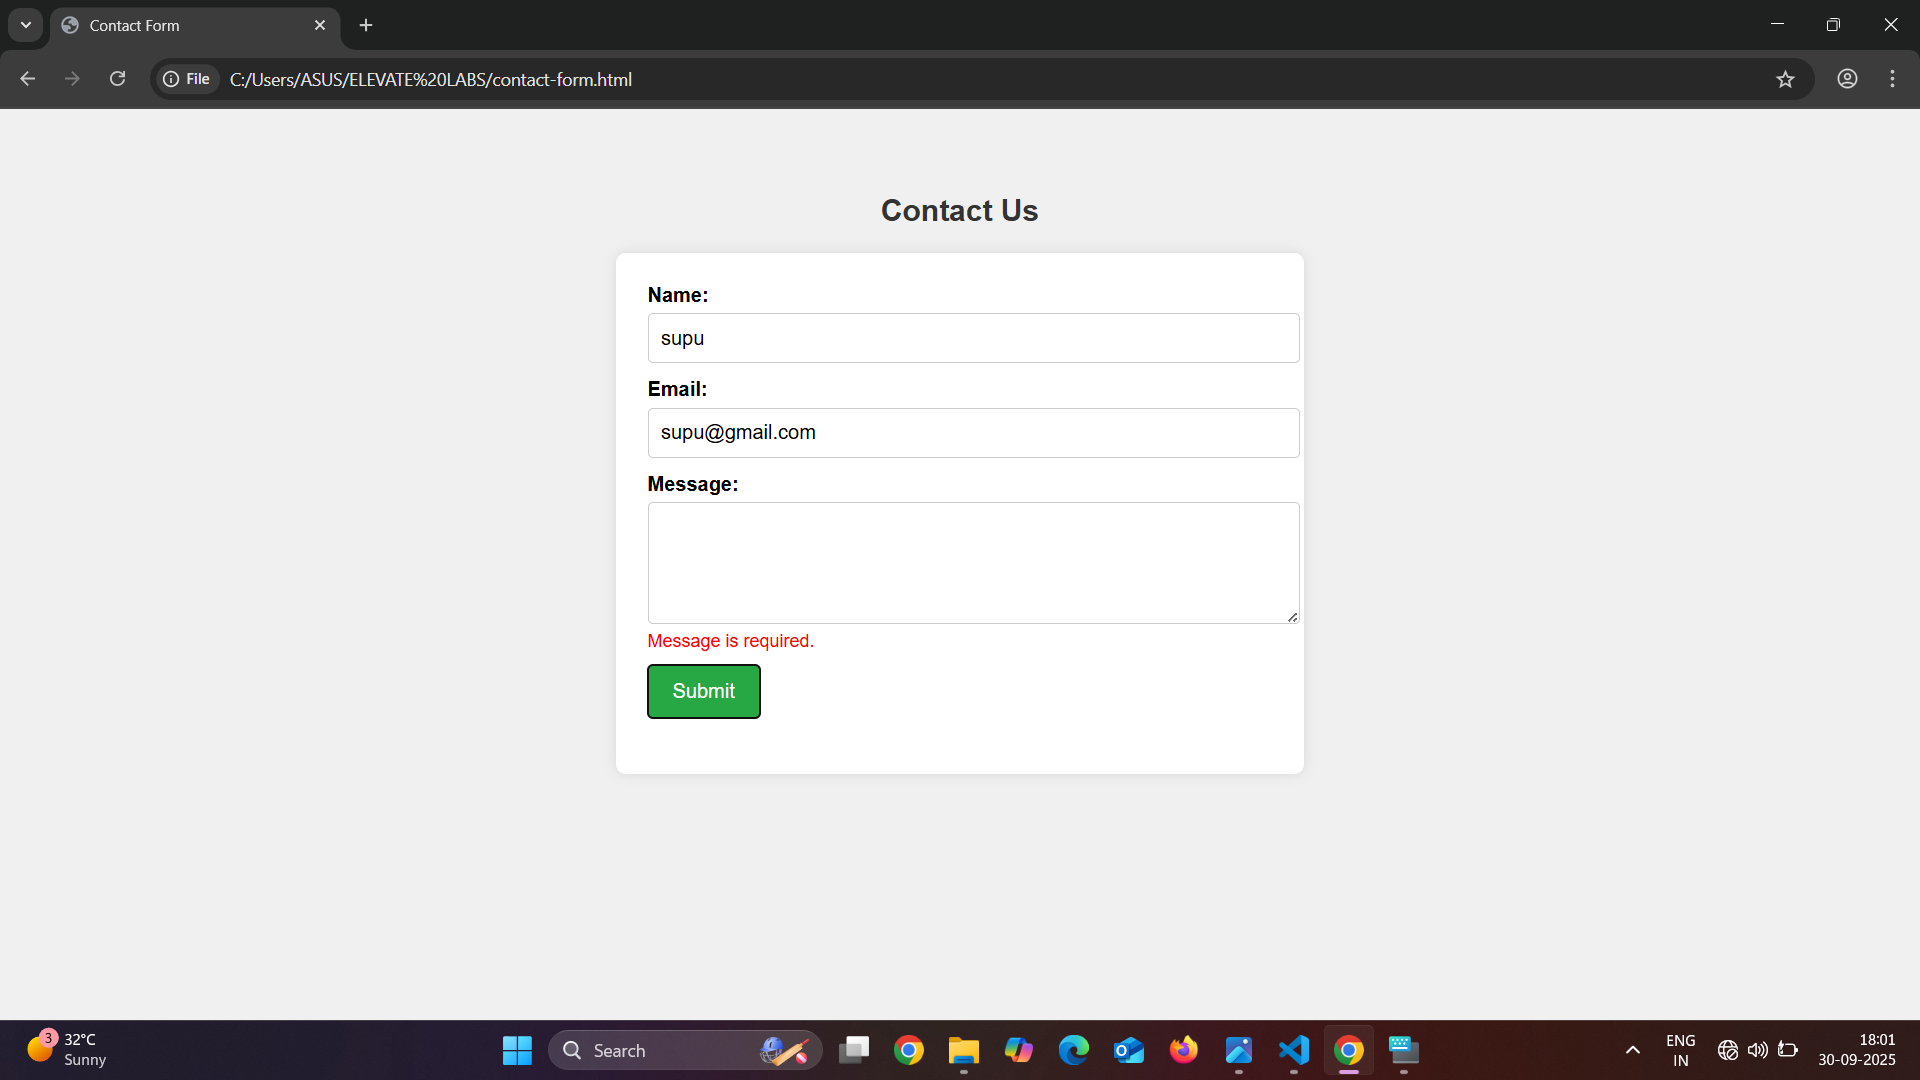 Contact Form
File
C:/Users/ASUS/ELEVATE%20LABS/contact-form.html
Contact Us
Name:
supu
Email:
supu@gmail.com
Message:
Message is required.
Submit
3
32°C
Sunny
Search
ENG
IN
18:01
30-09-2025